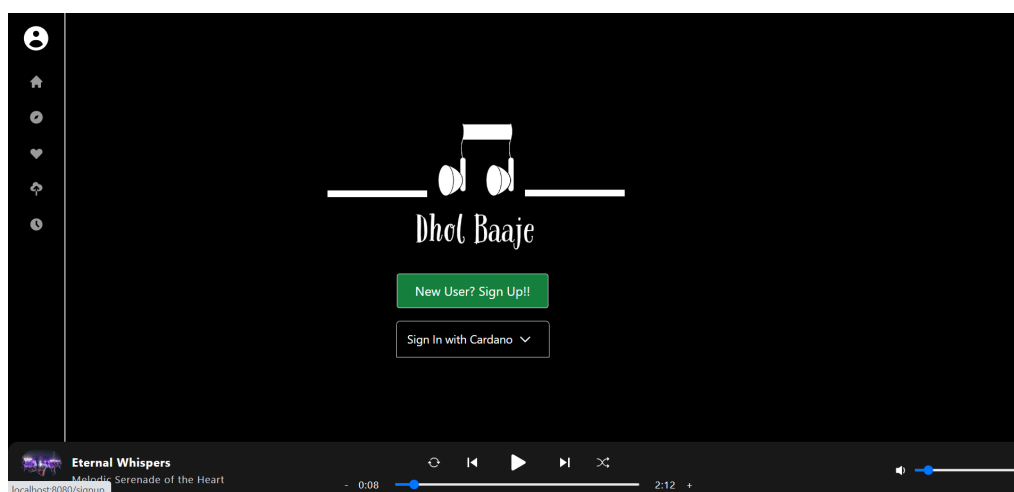 Dhol Baaje
New User? Sign Up!!
Sign In with Cardano
Eternal Whispers
Melodic Serenade of the Heart
- 0:08
2:12 +
localhost:8080/signup